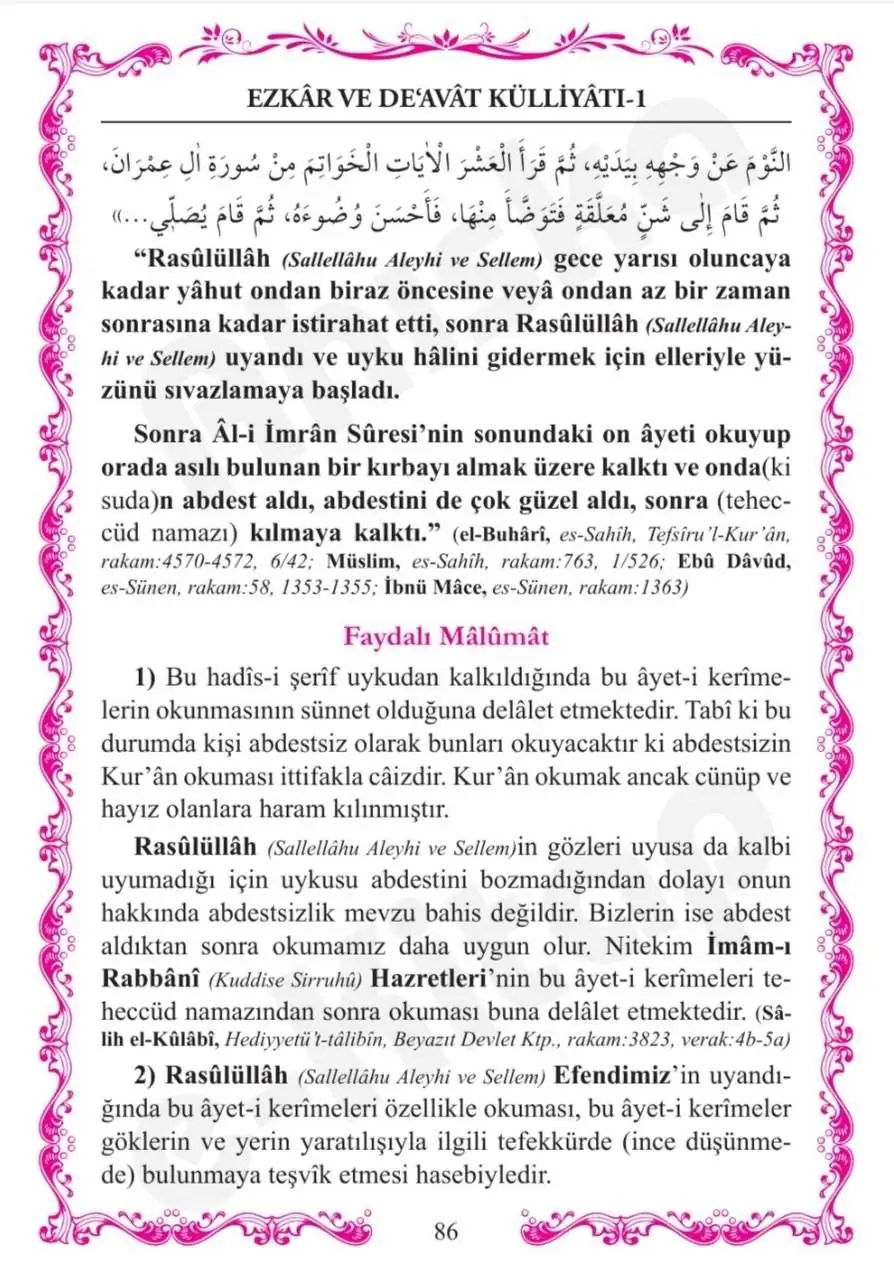 EZKÂR VE DE‘AVÂT KÜLLİYÂTI-1
النَّوْمَ عَنْ وَجْهِهِ بِيَدَيْهِ، ثُمَّ قَرَأَ الْعَشْرَ الْاٰيَاتِ الْخَوَاتِمَ مِنْ سُورَةِ اٰلِ عِمْرَانَ،
ثُمَّ قَامَ إِلٰى شَنٍّ مُعَلَّقَةٍ فَتَوَضَّأَ مِنْهَا، فَأَحْسَنَ وُضُوءَهُ، ثُمَّ قَامَ يُصَلِّي...»
“Rasûlüllâh (Sallellâhu Aleyhi ve Sellem) gece yarısı oluncaya
kadar yâhut ondan biraz öncesine veyâ ondan az bir zaman
sonrasına kadar istirahat etti, sonra Rasûlüllâh (Sallellâhu Aley-
hi ve Sellem) uyandı ve uyku hâlini gidermek için elleriyle yü-
zünü sıvazlamaya başladı.
Sonra Âl-i İmrân Sûresi’nin sonundaki on âyeti okuyup
orada asılı bulunan bir kırbayı almak üzere kalktı ve onda(ki
suda)n abdest aldı, abdestini de çok güzel aldı, sonra (tehec-
cüd namazı) kılmaya kalktı.” (el-Buhârî, es-Sahîh, Tefsîru’l-Kur’ân,
rakam:4570-4572, 6/42; Müslim, es-Sahîh, rakam:763, 1/526; Ebû Dâvûd,
es-Sünen, rakam:58, 1353-1355; İbnü Mâce, es-Sünen, rakam:1363)
Faydalı Mâlûmât
1) Bu hadîs-i şerîf uykudan kalkıldığında bu âyet-i kerîme-
lerin okunmasının sünnet olduğuna delâlet etmektedir. Tabî ki bu
durumda kişi abdestsiz olarak bunları okuyacaktır ki abdestsizin
Kur’ân okuması ittifakla câizdir. Kur’ân okumak ancak cünüp ve
hayız olanlara haram kılınmıştır.
Rasûlüllâh (Sallellâhu Aleyhi ve Sellem)in gözleri uyusa da kalbi
uyumadığı için uykusu abdestini bozmadığından dolayı onun
hakkında abdestsizlik mevzu bahis değildir. Bizlerin ise abdest
aldıktan sonra okumamız daha uygun olur. Nitekim İmâm-ı
Rabbânî (Kuddise Sirruhû) Hazretleri’nin bu âyet-i kerîmeleri te-
heccüd namazından sonra okuması buna delâlet etmektedir. (Sâ-
lih el-Kûlâbî, Hediyyetü’t-tâlibîn, Beyazıt Devlet Ktp., rakam:3823, verak:4b-5a)
2) Rasûlüllâh (Sallellâhu Aleyhi ve Sellem) Efendimiz’in uyandı-
ğında bu âyet-i kerîmeleri özellikle okuması, bu âyet-i kerîmeler
göklerin ve yerin yaratılışıyla ilgili tefekkürde (ince düşünme-
de) bulunmaya teşvîk etmesi hasebiyledir.
86